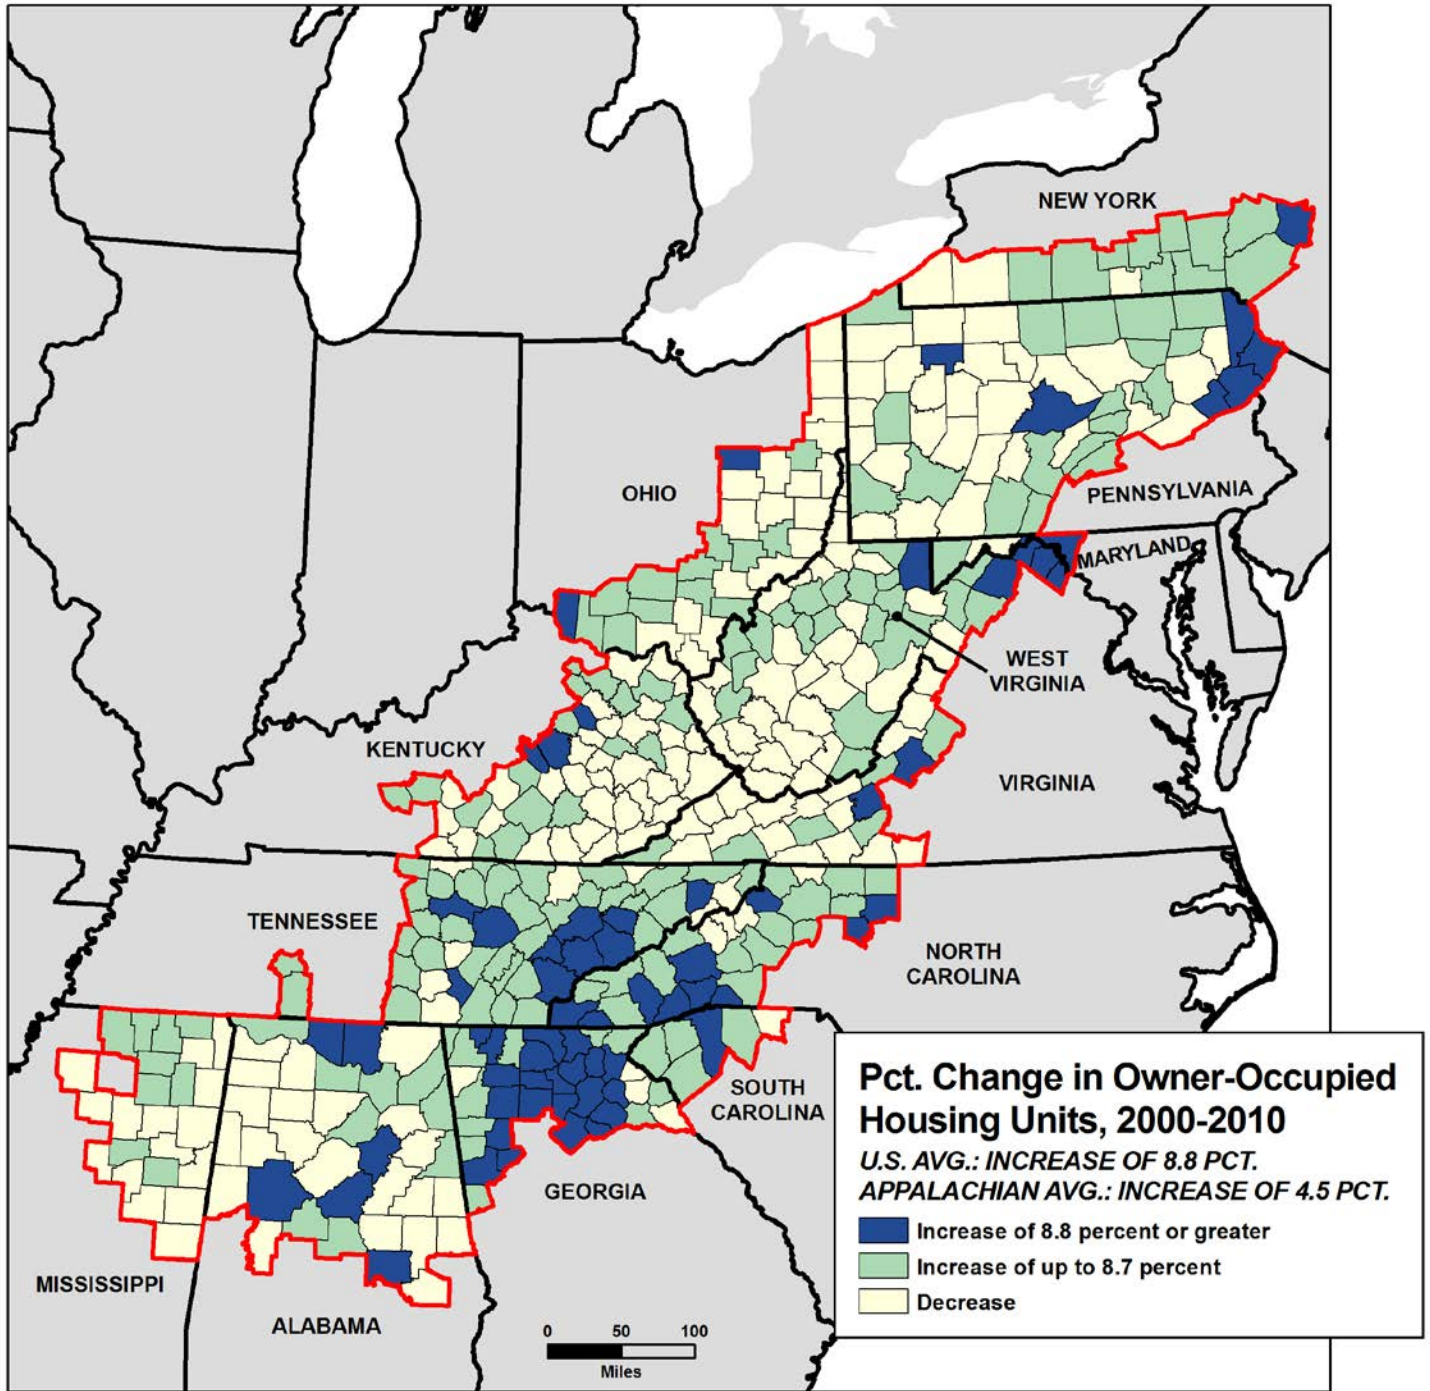 NEW YORK
OHIO
PENNSYLVANIA
MARYLAND
WEST
VIRGINIA
KENTUCKY
VIRGINIA
TENNESSEE
NORTH
CAROLINA
SOUTH
CAROLINA
GEORGIA
MISSISSIPPI
ALABAMA
0 50 100
Miles
Pct. Change in Owner-Occupied
Housing Units, 2000-2010
U.S. AVG.: INCREASE OF 8.8 PCT.
APPALACHIAN AVG.: INCREASE OF 4.5 PCT.
Increase of 8.8 percent or greater
Increase of up to 8.7 percent
Decrease